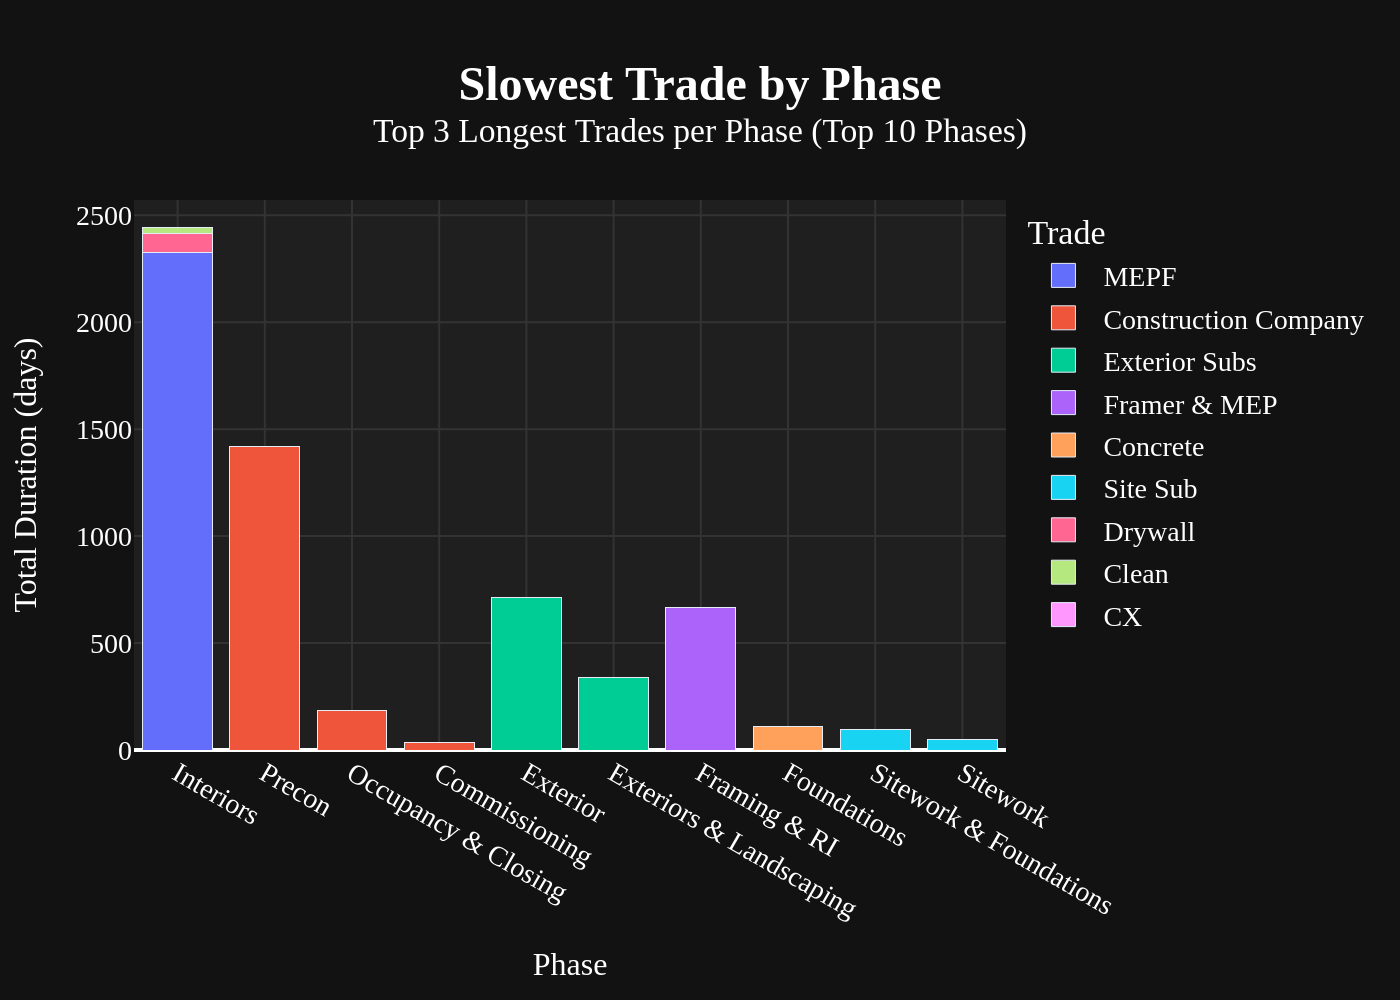 Slowest Trade by Phase
Top 3 Longest Trades per Phase (Top 10 Phases)
Total Duration (days)
2500
2000
1500
1000
500
0
Interiors
Precon
Occupancy & Closing
Commissioning
Exterior
Exteriors & Landscaping
Framing & RI
Foundations
Sitework & Foundations
Sitework
Phase
Trade
MEPF
Construction Company
Exterior Subs
Framer & MEP
Concrete
Site Sub
Drywall
Clean
CX